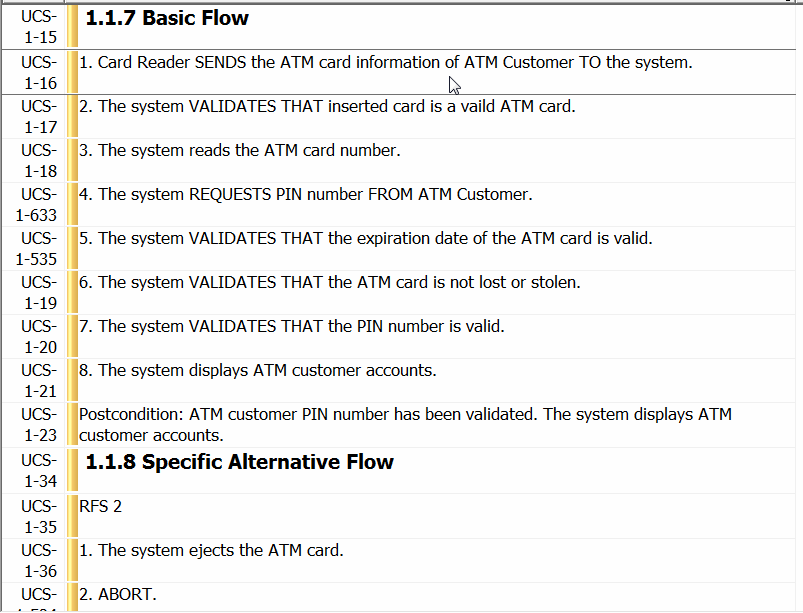 UCS-
1-15
1.1.7 Basic Flow
UCS-
1-16
1. Card Reader SENDS the ATM card information of ATM Customer TO the system.
UCS-
1-17
2. The system VALIDATES THAT inserted card is a vaild ATM card.
UCS-
1-18
3. The system reads the ATM card number.
UCS-
1-633
4. The system REQUESTS PIN number FROM ATM Customer.
UCS-
1-535
5. The system VALIDATES THAT the expiration date of the ATM card is valid.
UCS-
1-19
6. The system VALIDATES THAT the ATM card is not lost or stolen.
UCS-
1-20
7. The system VALIDATES THAT the PIN number is valid.
UCS-
1-21
8. The system displays ATM customer accounts.
UCS-
1-23
Postcondition: ATM customer PIN number has been validated. The system displays ATM
customer accounts.
UCS-
1-34
1.1.8 Specific Alternative Flow
UCS-
1-35
RFS 2
UCS-
1-36
1. The system ejects the ATM card.
UCS-
2. ABORT.